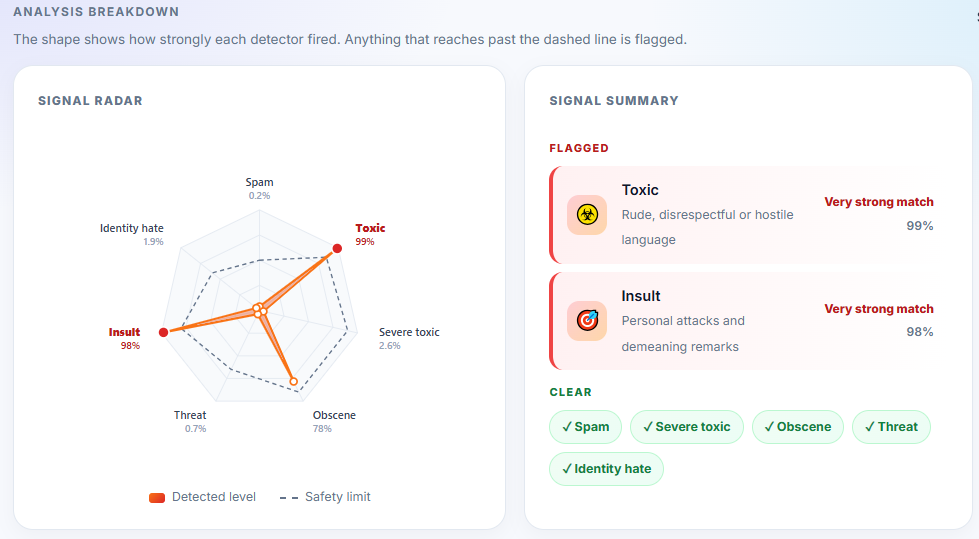 ANALYSIS BREAKDOWN
The shape shows how strongly each detector fired. Anything that reaches past the dashed line is flagged.
SIGNAL RADAR
Spam
0.2%
Identity hate
1.9%
Toxic
99%
Insult
98%
Severe toxic
2.6%
Threat
0.7%
Obscene
78%
Detected level
Safety limit
SIGNAL SUMMARY
FLAGGED
Toxic
Rude, disrespectful or hostile
language
Very strong match
99%
Insult
Personal attacks and
demeaning remarks
Very strong match
98%
CLEAR
✓ Spam ✓ Severe toxic ✓ Obscene ✓ Threat
✓ Identity hate